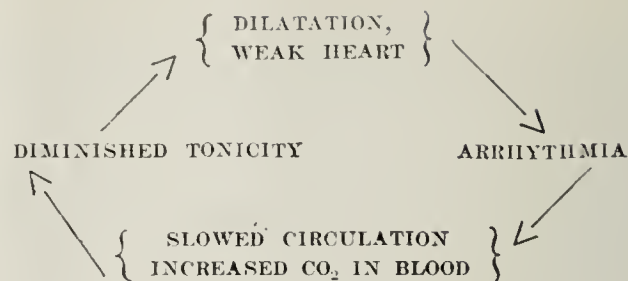 DILATATION,
WEAK HEART
DIMINISHED TONICITY
ARRHYTHMIA
SLOWED CIRCULATION
INCREASED CO₂ IN BLOOD